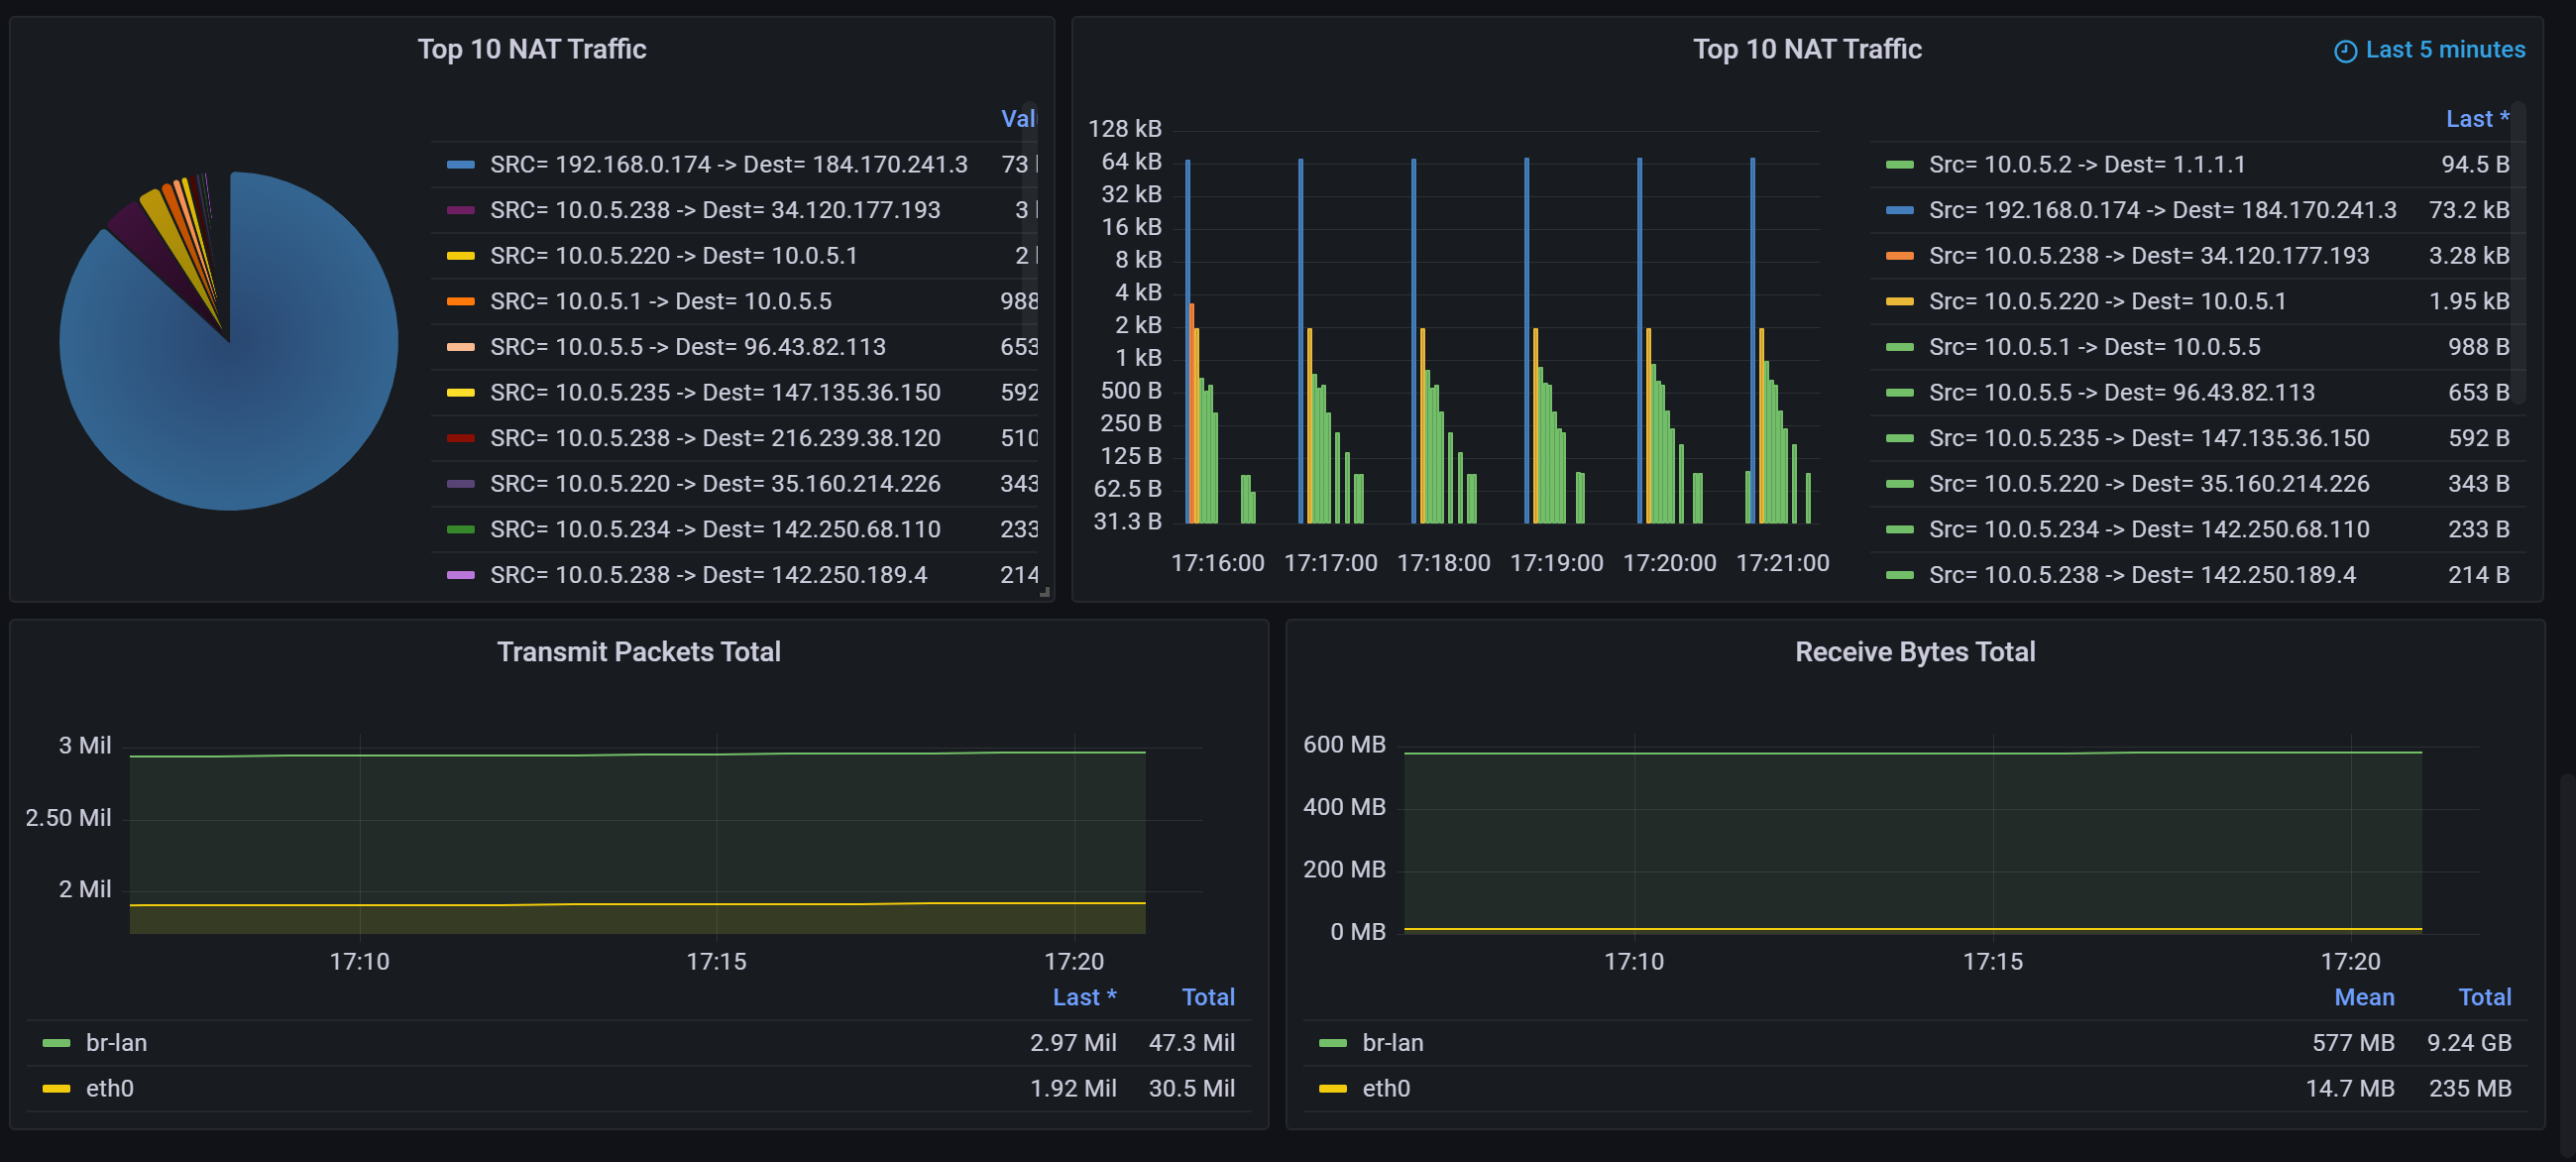 Top 10 NAT Traffic
Val
SRC= 192.168.0.174 -> Dest= 184.170.241.3 73
SRC= 10.0.5.238 -> Dest= 34.120.177.193 3
SRC= 10.0.5.220 -> Dest= 10.0.5.1 2
SRC= 10.0.5.1 -> Dest= 10.0.5.5 988
SRC= 10.0.5.5 -> Dest= 96.43.82.113 653
SRC= 10.0.5.235 -> Dest= 147.135.36.150 592
SRC= 10.0.5.238 -> Dest= 216.239.38.120 510
SRC= 10.0.5.220 -> Dest= 35.160.214.226 343
SRC= 10.0.5.234 -> Dest= 142.250.68.110 233
SRC= 10.0.5.238 -> Dest= 142.250.189.4 214
Top 10 NAT Traffic
Last 5 minutes
128 kB
64 kB
32 kB
16 kB
8 kB
4 kB
2 kB
1 kB
500 B
250 B
125 B
62.5 B
31.3 B
17:16:00 17:17:00 17:18:00 17:19:00 17:20:00 17:21:00
Last *
Src= 10.0.5.2 -> Dest= 1.1.1.1 94.5 B
Src= 192.168.0.174 -> Dest= 184.170.241.3 73.2 kB
Src= 10.0.5.238 -> Dest= 34.120.177.193 3.28 kB
Src= 10.0.5.220 -> Dest= 10.0.5.1 1.95 kB
Src= 10.0.5.1 -> Dest= 10.0.5.5 988 B
Src= 10.0.5.5 -> Dest= 96.43.82.113 653 B
Src= 10.0.5.235 -> Dest= 147.135.36.150 592 B
Src= 10.0.5.220 -> Dest= 35.160.214.226 343 B
Src= 10.0.5.234 -> Dest= 142.250.68.110 233 B
Src= 10.0.5.238 -> Dest= 142.250.189.4 214 B
Transmit Packets Total
3 Mil
2.50 Mil
2 Mil
17:10 17:15 17:20
Last * Total
br-lan 2.97 Mil 47.3 Mil
eth0 1.92 Mil 30.5 Mil
Receive Bytes Total
600 MB
400 MB
200 MB
0 MB
17:10 17:15 17:20
Mean Total
br-lan 577 MB 9.24 GB
eth0 14.7 MB 235 MB